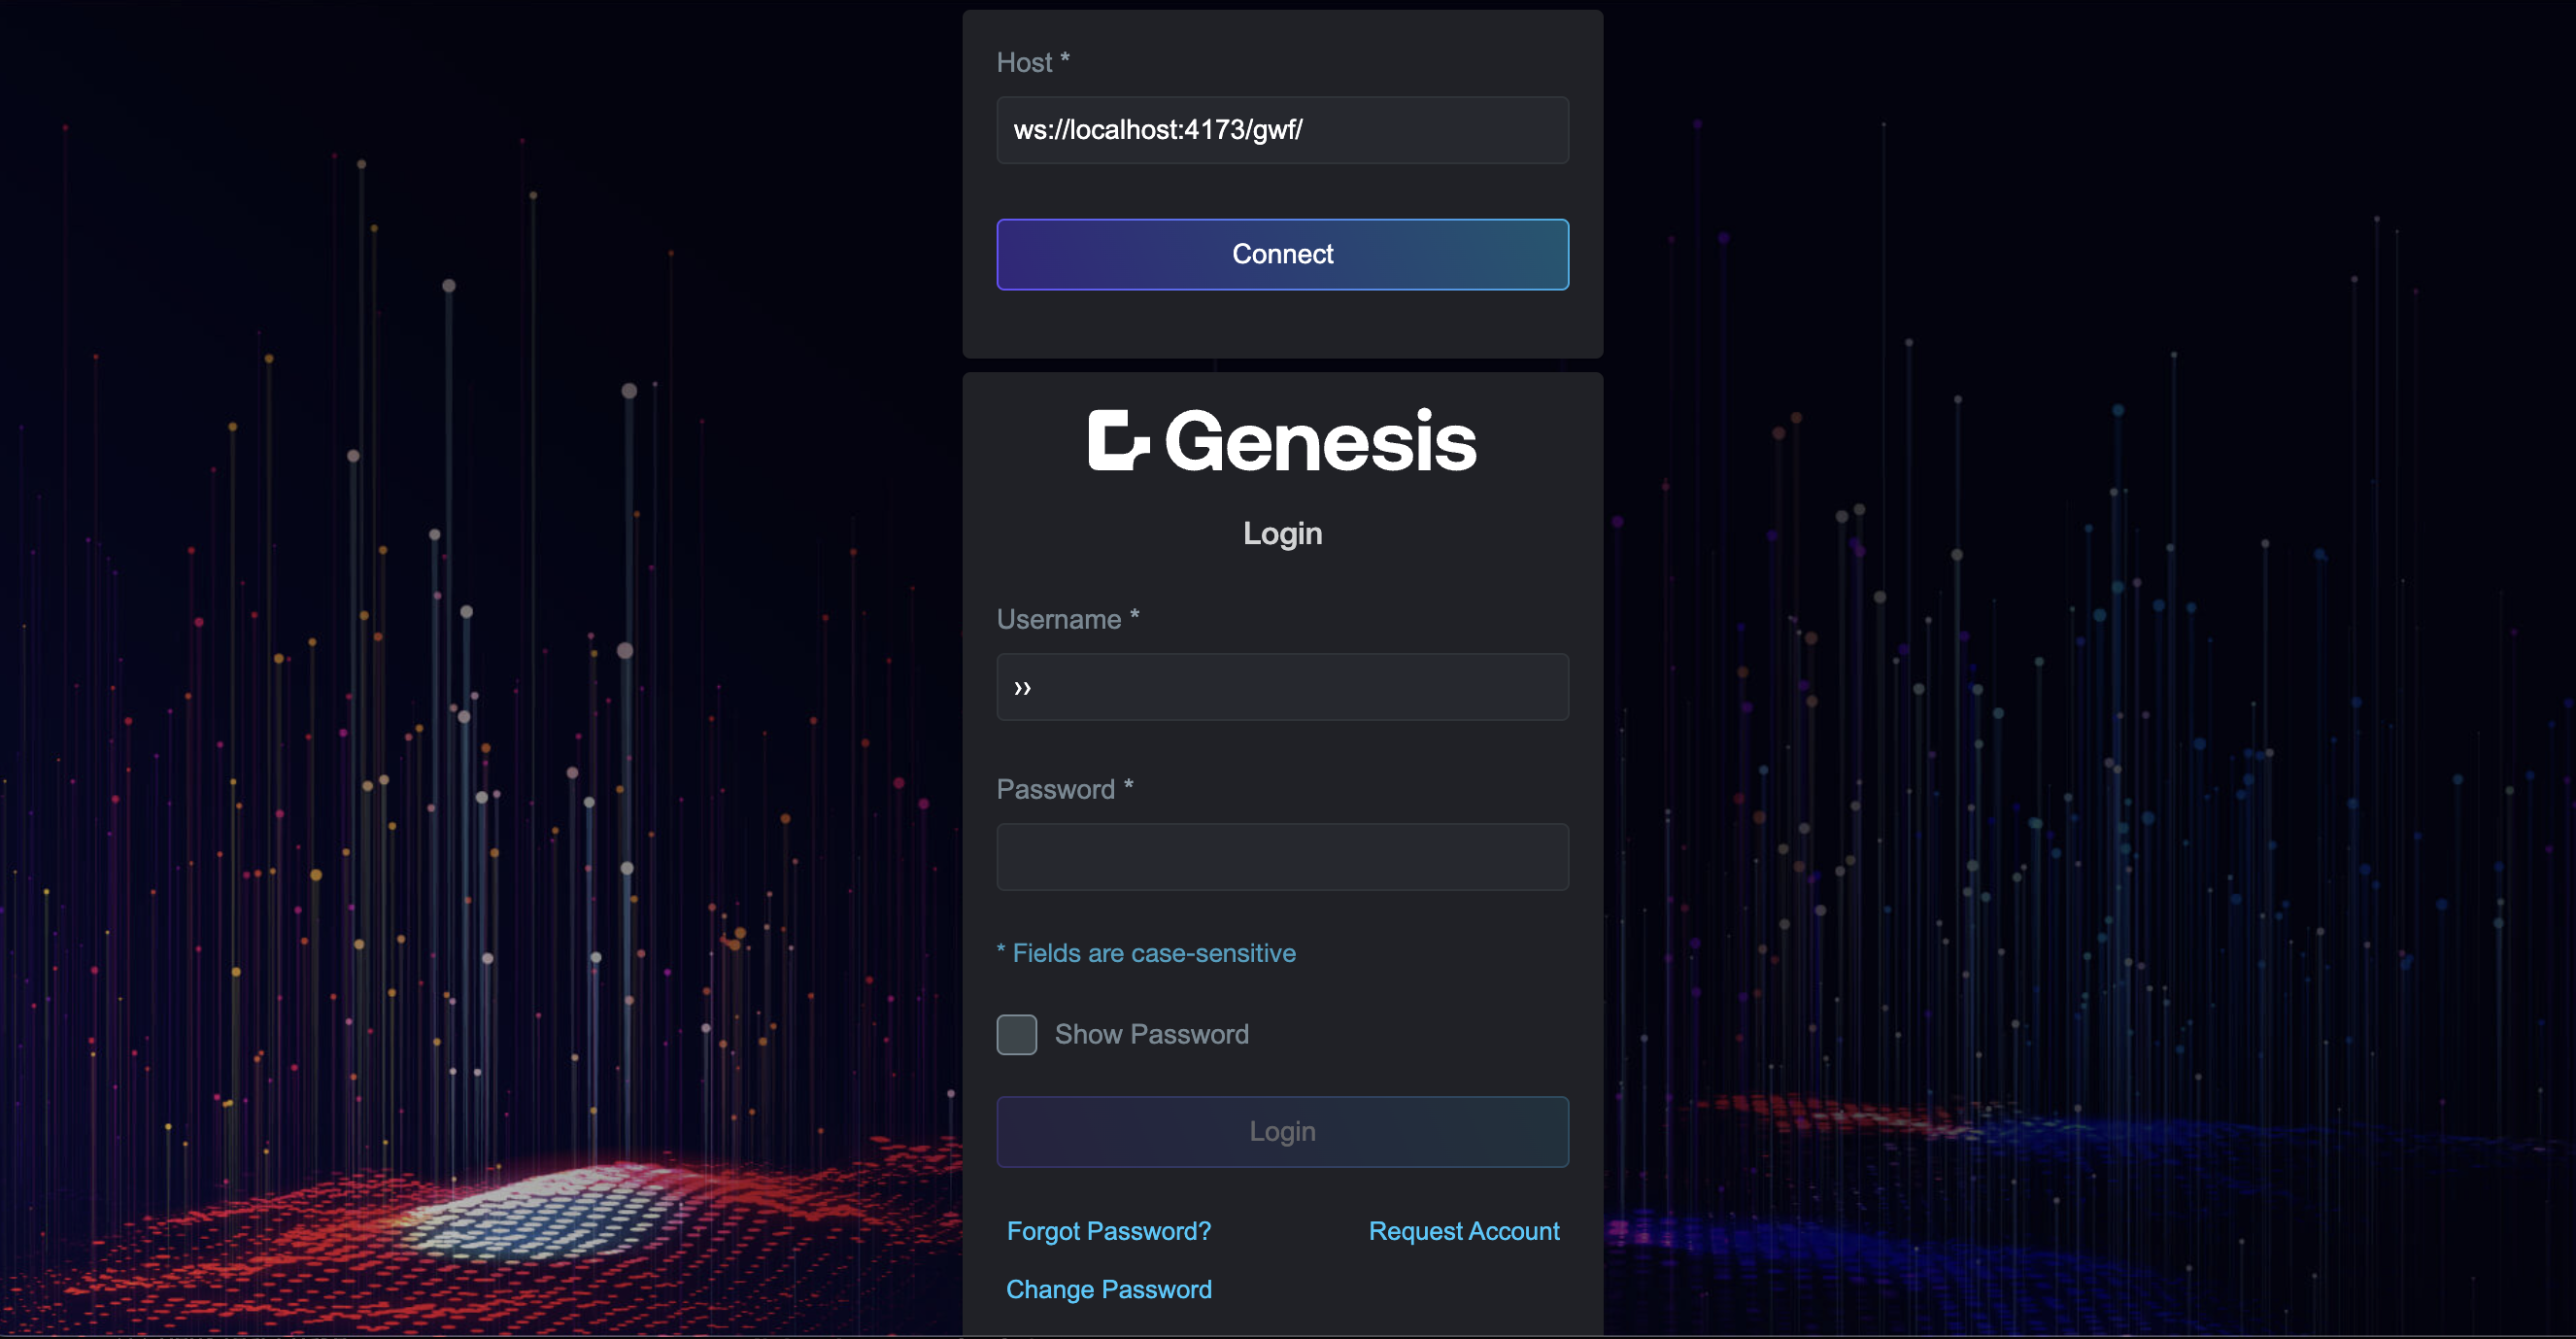 Host *
ws://localhost:4173/gwf/
Connect
Genesis
Login
Username *
››
Password *
* Fields are case-sensitive
Show Password
Login
Forgot Password? Request Account
Change Password